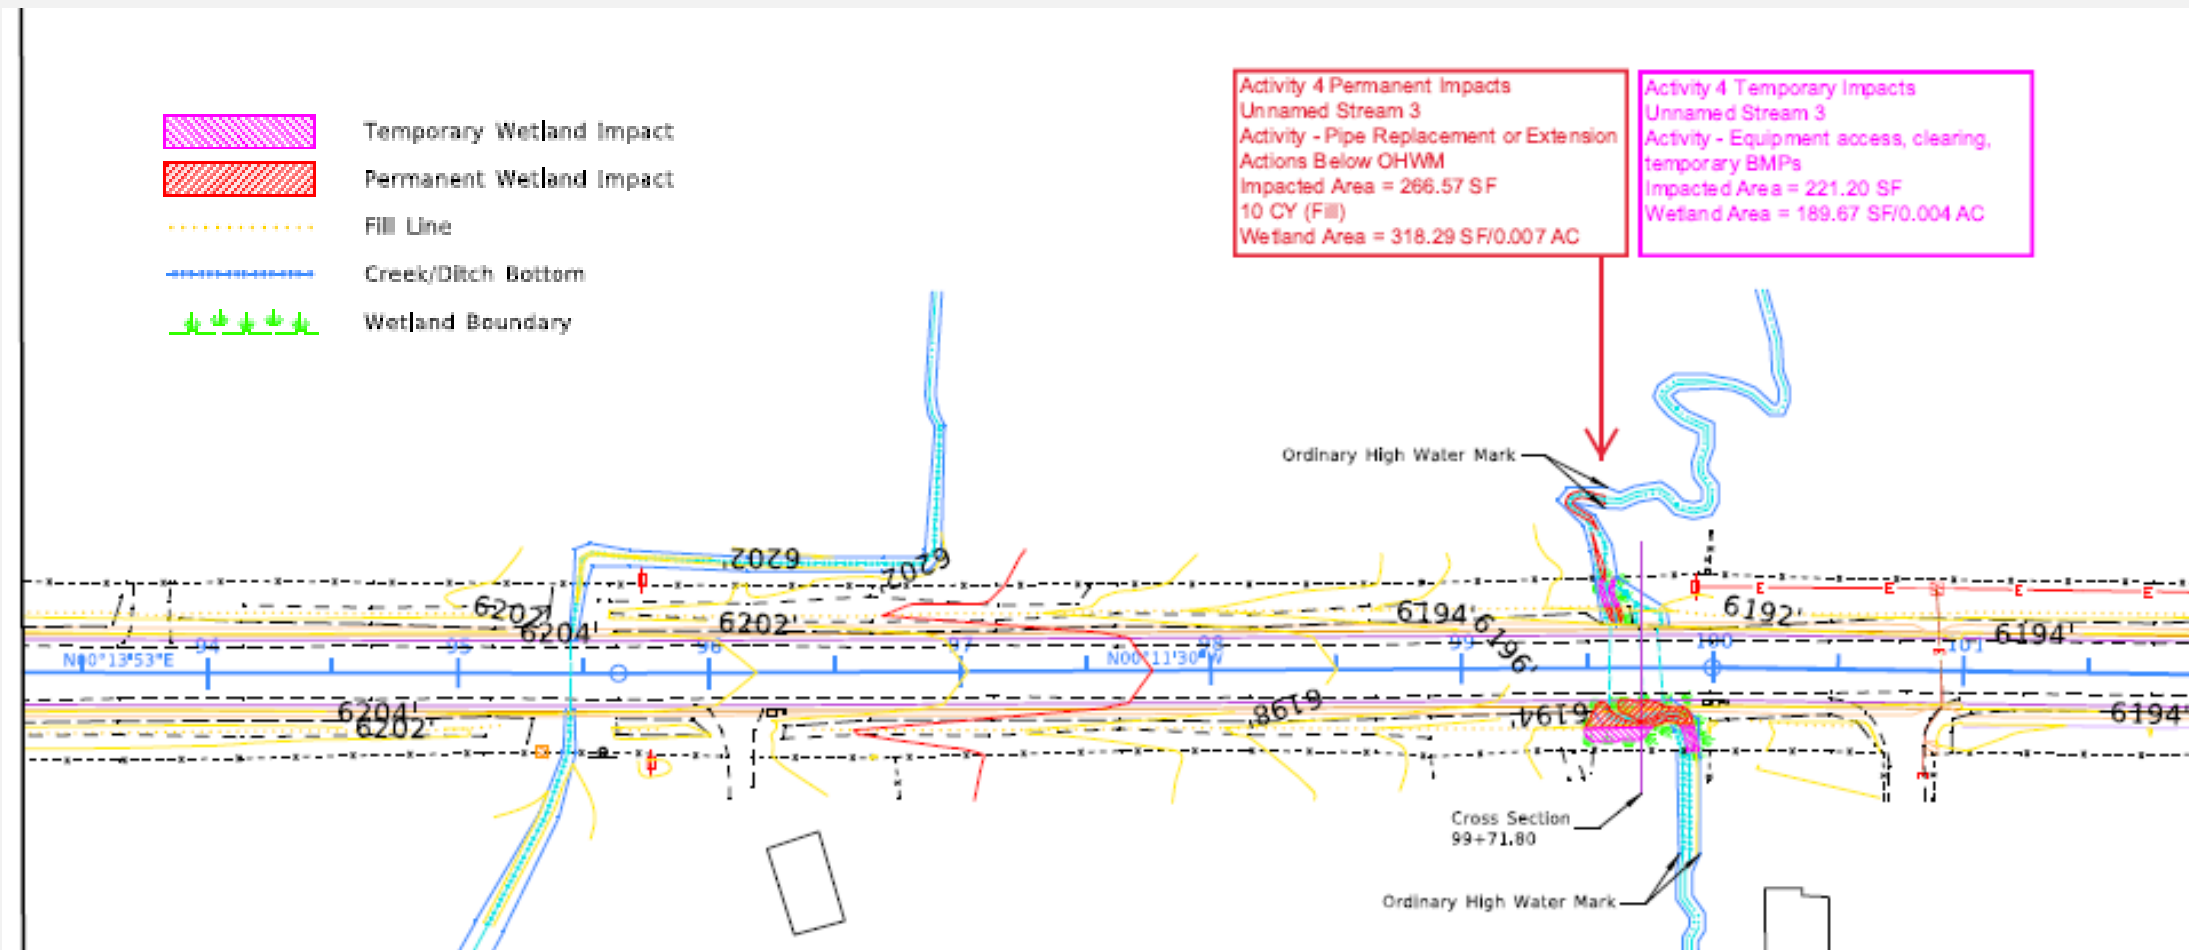 Activity 4 Permanent Impacts
Unnamed Stream 3
Activity - Pipe Replacement or Extension
Actions Below OHWM
Impacted Area = 266.57 SF
10 CY (Fill)
Wetland Area = 318.29 SF/0.007 AC
Activity 4 Temporary Impacts
Unnamed Stream 3
Activity - Equipment access, clearing,
temporary BMPs
Impacted Area = 221.20 SF
Wetland Area = 189.67 SF/0.004 AC
Temporary Wetland Impact
Permanent Wetland Impact
Fill Line
Creek/Ditch Bottom
Wetland Boundary
Ordinary High Water Mark
6202
6202
E
E
E
E
6202'
6204'
6202'
6194'
6196'
6192'
6194'
94
95
96
97
98
99
100
101
N00°13'53"E
N00°11'30"W
6204'
6202'
6198'
6194
6194'
Cross Section
99+71.80
Ordinary High Water Mark